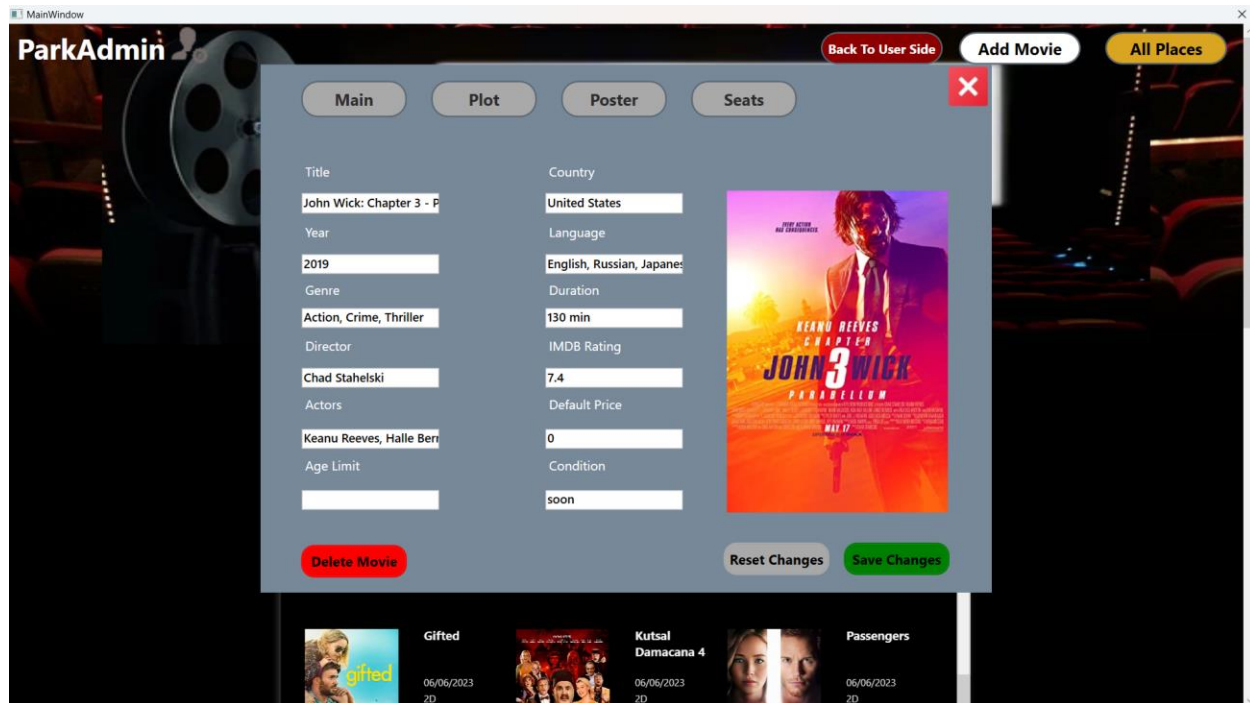 MainWindow
ParkAdmin
Back To User Side
Add Movie
All Places
Main
Plot
Poster
Seats
Title
Country
John Wick: Chapter 3 - P
United States
Year
Language
2019
English, Russian, Japanes
Genre
Duration
Action, Crime, Thriller
130 min
Director
IMDB Rating
Chad Stahelski
7.4
Actors
Default Price
Keanu Reeves, Halle Berr
0
Age Limit
Condition
soon
EVERY ACTION
HAS CONSEQUENCES
KEANU REEVES
CHAPTER
JOHN 3 WICK
PARABELLUM
MAY 17
Delete Movie
Reset Changes
Save Changes
gifted
Gifted
06/06/2023
2D
Kutsal
Damacana 4
06/06/2023
2D
Passengers
06/06/2023
2D